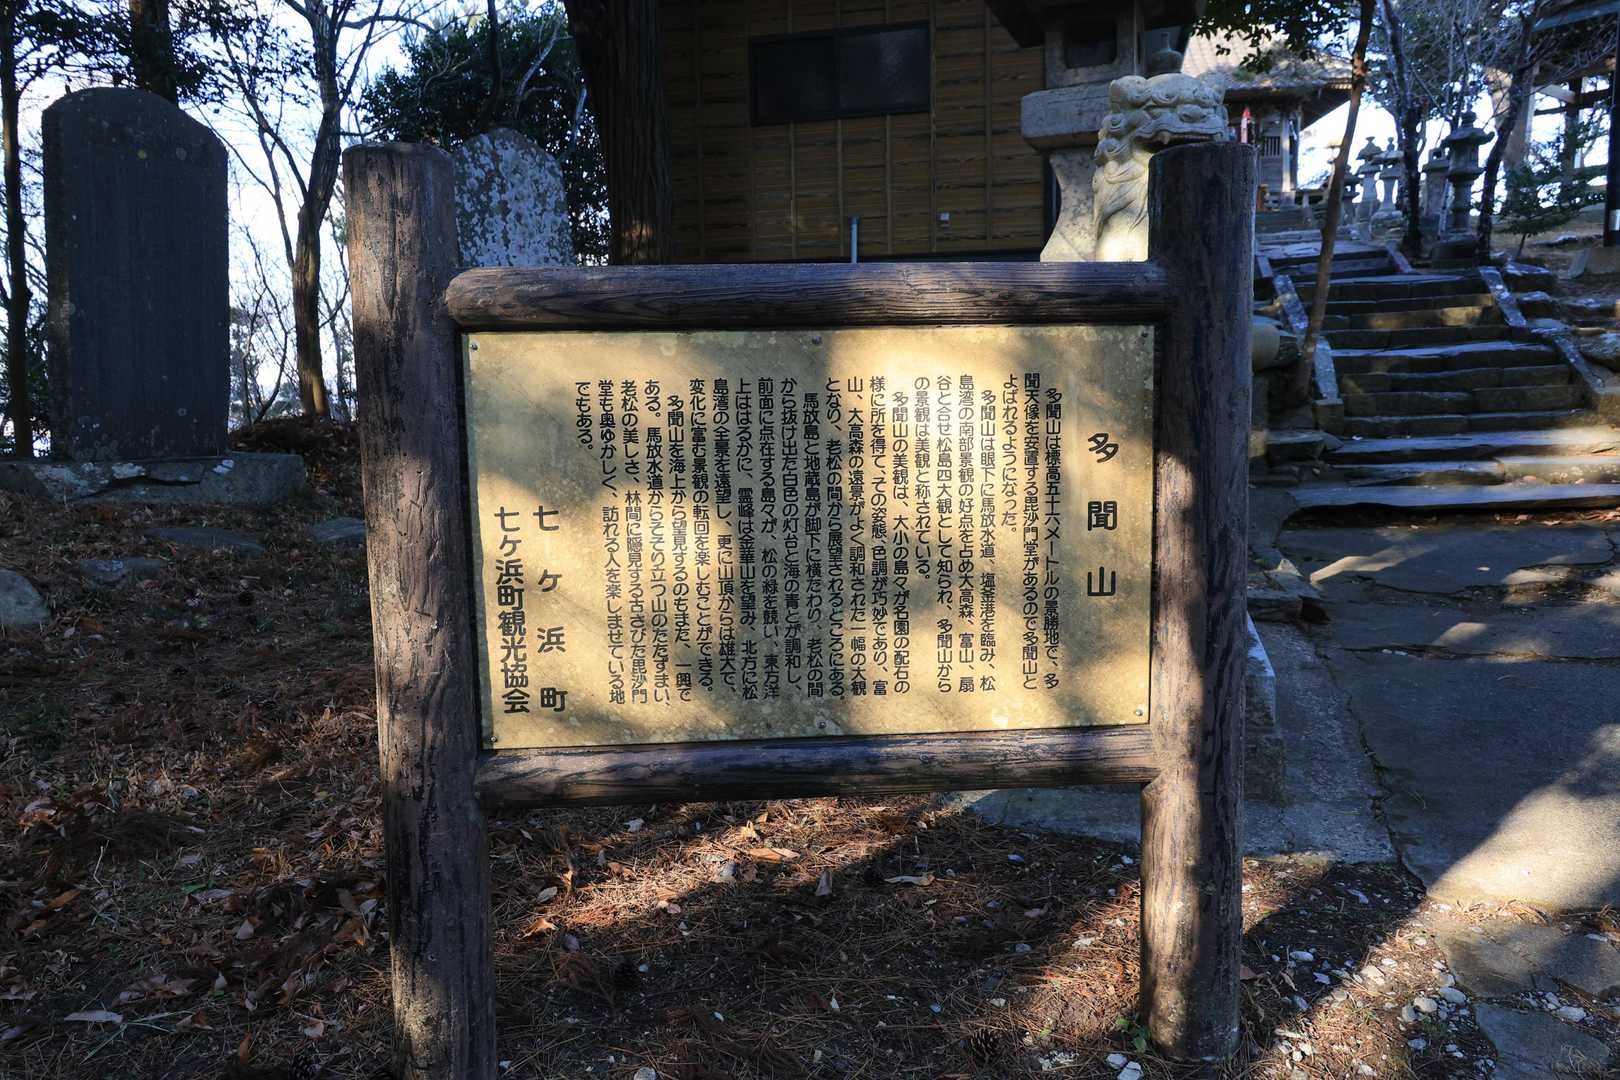 多聞山
多聞山は標高五十六メートルの景勝地で、多
聞天像を安置する毘沙門堂があるので多聞山と
よばれるようになった。
多聞山は眼下に馬放水道、塩釜港を臨み、松
島湾の南部景観の好点を占め大高森、富山、扇
谷と合せ松島四大観として知られ、多聞山から
の景観は美観と称されている。
多聞山の美観は、大小の島々が名園の配石の
様に所を得て、その姿態、色調が巧妙であり、富
山、大高森の遠景がよく調和された一幅の大観
となり、老松の間から展望されるところにある。
馬放島と地蔵島が脚下に横たわり、老松の間
から抜け出た白色の灯台と海の青とが調和し、
前面に点在する島々が、松の緑を競い、東方洋
上はるかに、霊峰は金華山を望み、北方に松
島湾の全景を遠望し、更に山頂からは雄大で、
変化に富む景観の転回を楽しむことができる。
多聞山を海上から望見するのもまた、一興で
ある。馬放水道からそそり立つ山のたたずまい、
老松の美しさ、林間に隠見する古さびた毘沙門
堂も奥ゆかしく、訪れる人を楽しませている地
でもある。
七ヶ浜町
七ヶ浜町観光協会